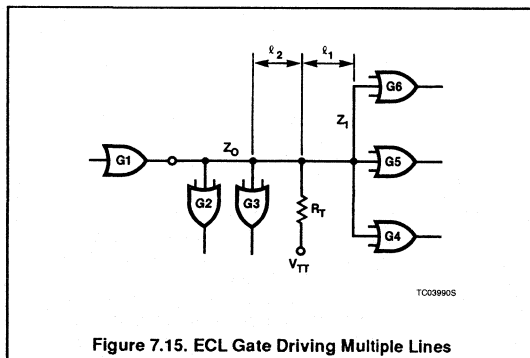 ℓ2
ℓ1
G6
G1
ZO
Z1
G2
G3
G5
RT
VTT
G4
TC03990S
Figure 7.15. ECL Gate Driving Multiple Lines